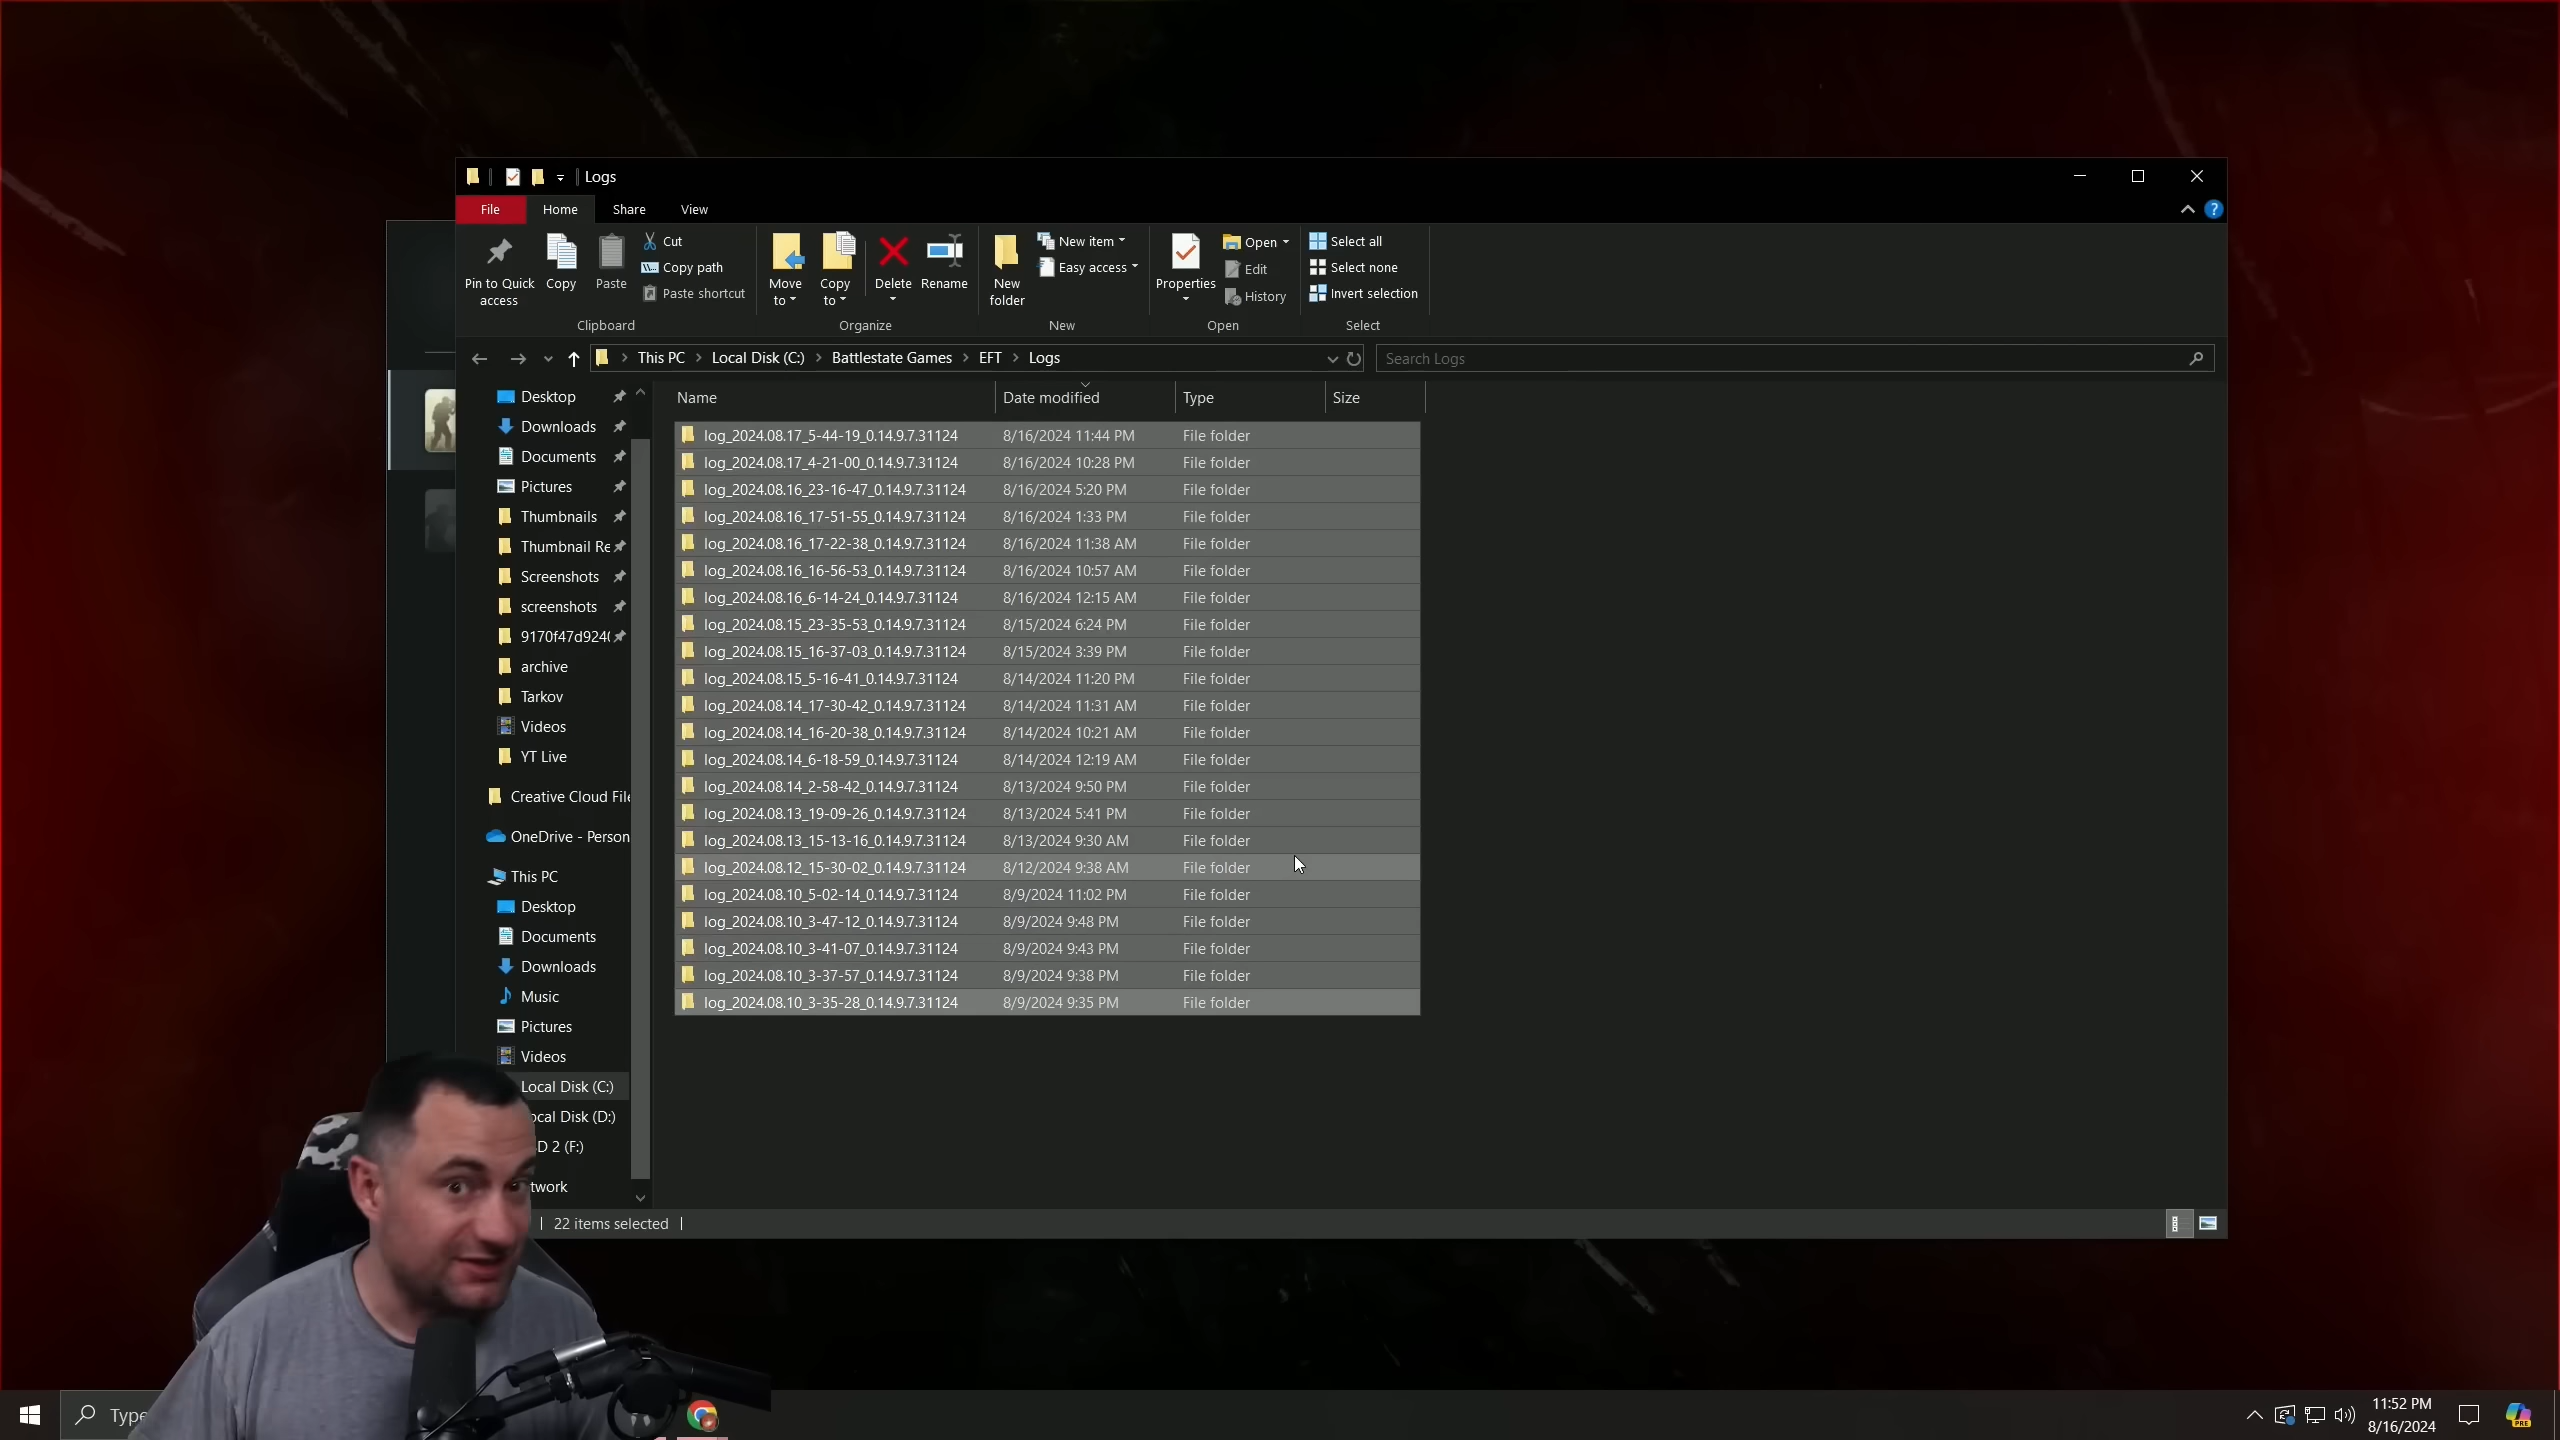 Logs
File Home Share View
Pin to Quick access
Copy
Paste
Cut
Copy path
Paste shortcut
Clipboard
Move to
Copy to
Delete
Rename
Organize
New folder
New item
Easy access
New
Properties
Open
Edit
History
Open
Select all
Select none
Invert selection
Select
This PC > Local Disk (C:) > Battlestate Games > EFT > Logs
Search Logs
Desktop
Downloads
Documents
Pictures
Thumbnails
Thumbnail Re
Screenshots
screenshots
9170f47d924(
archive
Tarkov
Videos
YT Live
Creative Cloud File
OneDrive - Person
This PC
Desktop
Documents
Downloads
Music
Pictures
Videos
Local Disk (C:)
ocal Disk (D:)
D 2 (F:)
twork
Name Date modified Type Size
log_2024.08.17_5-44-19_0.14.9.7.31124 8/16/2024 11:44 PM File folder
log_2024.08.17_4-21-00_0.14.9.7.31124 8/16/2024 10:28 PM File folder
log_2024.08.16_23-16-47_0.14.9.7.31124 8/16/2024 5:20 PM File folder
log_2024.08.16_17-51-55_0.14.9.7.31124 8/16/2024 1:33 PM File folder
log_2024.08.16_17-22-38_0.14.9.7.31124 8/16/2024 11:38 AM File folder
log_2024.08.16_16-56-53_0.14.9.7.31124 8/16/2024 10:57 AM File folder
log_2024.08.16_6-14-24_0.14.9.7.31124 8/16/2024 12:15 AM File folder
log_2024.08.15_23-35-53_0.14.9.7.31124 8/15/2024 6:24 PM File folder
log_2024.08.15_16-37-03_0.14.9.7.31124 8/15/2024 3:39 PM File folder
log_2024.08.15_5-16-41_0.14.9.7.31124 8/14/2024 11:20 PM File folder
log_2024.08.14_17-30-42_0.14.9.7.31124 8/14/2024 11:31 AM File folder
log_2024.08.14_16-20-38_0.14.9.7.31124 8/14/2024 10:21 AM File folder
log_2024.08.14_6-18-59_0.14.9.7.31124 8/14/2024 12:19 AM File folder
log_2024.08.14_2-58-42_0.14.9.7.31124 8/13/2024 9:50 PM File folder
log_2024.08.13_19-09-26_0.14.9.7.31124 8/13/2024 5:41 PM File folder
log_2024.08.13_15-13-16_0.14.9.7.31124 8/13/2024 9:30 AM File folder
log_2024.08.12_15-30-02_0.14.9.7.31124 8/12/2024 9:38 AM File folder
log_2024.08.10_5-02-14_0.14.9.7.31124 8/9/2024 11:02 PM File folder
log_2024.08.10_3-47-12_0.14.9.7.31124 8/9/2024 9:48 PM File folder
log_2024.08.10_3-41-07_0.14.9.7.31124 8/9/2024 9:43 PM File folder
log_2024.08.10_3-37-57_0.14.9.7.31124 8/9/2024 9:38 PM File folder
log_2024.08.10_3-35-28_0.14.9.7.31124 8/9/2024 9:35 PM File folder
22 items selected
Type
11:52 PM
8/16/2024
PRE